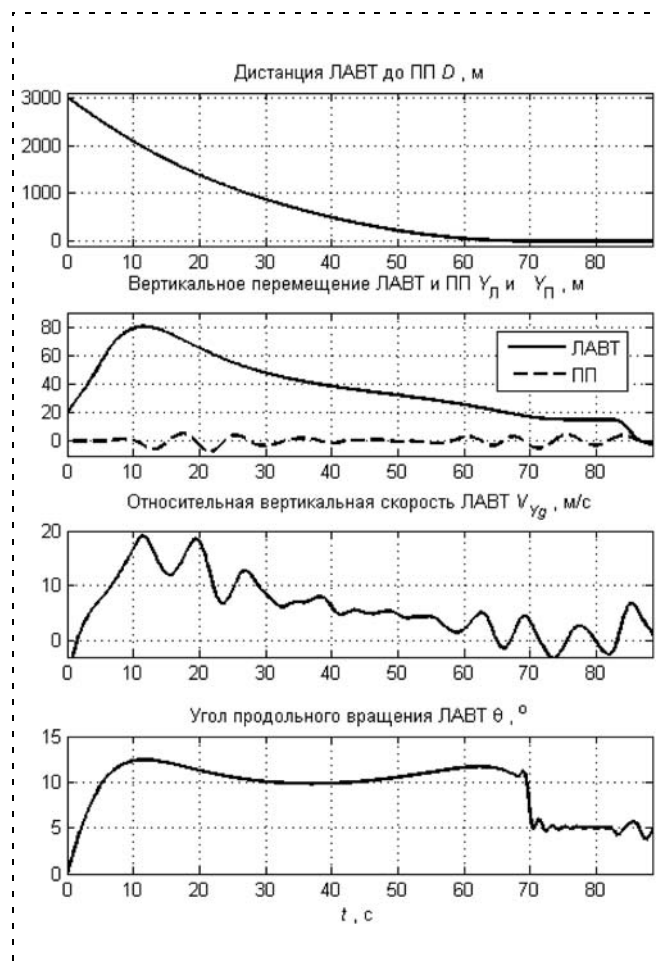 Дистанция ЛАВТ до ПП D , м
3000
2000
1000
0
0 10 20 30 40 50 60 70 80
Вертикальное перемещение ЛАВТ и ПП YЛ и YП , м
80
60
40
20
0
ЛАВТ
ПП
0 10 20 30 40 50 60 70 80
Относительная вертикальная скорость ЛАВТ VYg , м/с
20
10
0
0 10 20 30 40 50 60 70 80
Угол продольного вращения ЛАВТ θ , º
15
10
5
0
0 10 20 30 40 50 60 70 80
t , с